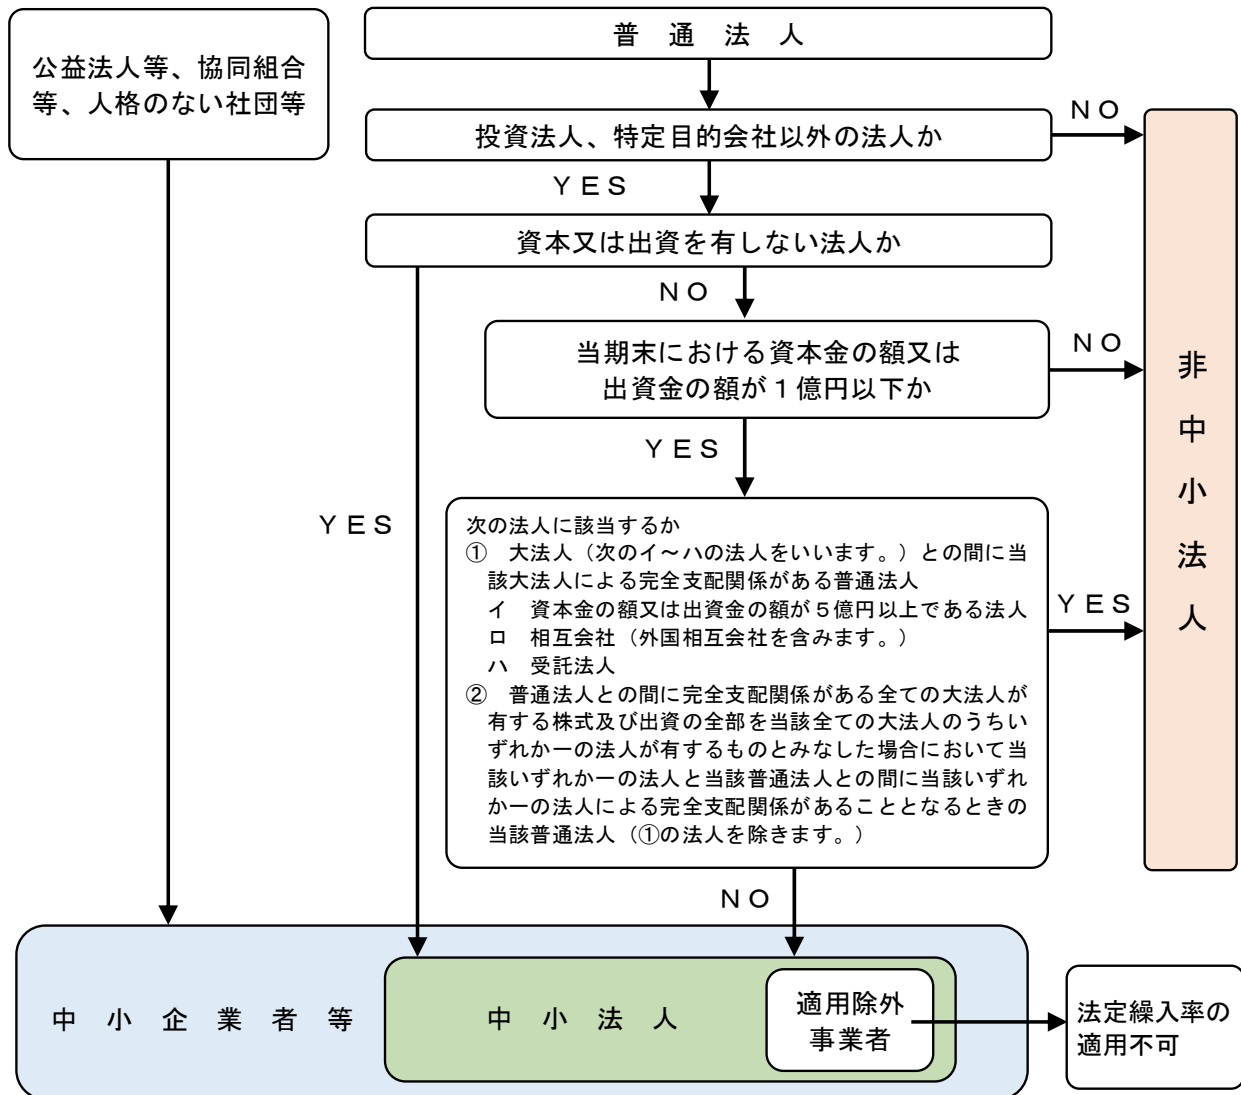 公益法人等、協同組合
等、人格のない社団等
普通法人
投資法人、特定目的会社以外の法人か
NO
YES
資本又は出資を有しない法人か
NO
当期末における資本金の額又は
出資金の額が1億円以下か
NO
YES
YES
次の法人に該当するか
① 大法人(次のイ~ハの法人をいいます。)との間に当
該大法人による完全支配関係がある普通法人
イ 資本金の額又は出資金の額が5億円以上である法人
ロ 相互会社(外国相互会社を含みます。)
ハ 受託法人
② 普通法人との間に完全支配関係がある全ての大法人が
有する株式及び出資の全部を当該全ての大法人のうちい
ずれか一の法人が有するものとみなした場合において当
該いずれか一の法人と当該普通法人との間に当該いずれ
か一の法人による完全支配関係があることとなるときの
当該普通法人(①の法人を除きます。)
YES
非中小法人
NO
中小企業者等
中小法人
適用除外
事業者
法定繰入率の
適用不可